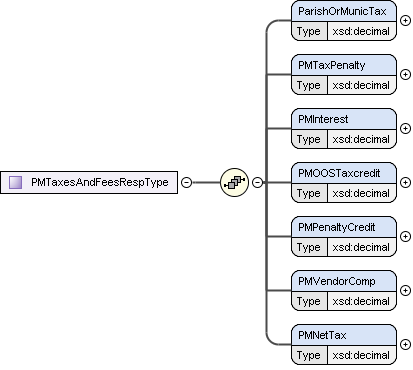 ParishOrMunicTax
Type xsd:decimal
PMTaxPenalty
Type xsd:decimal
PMInterest
Type xsd:decimal
PMTaxesAndFeesRespType
PMOOSTaxcredit
Type xsd:decimal
PMPenaltyCredit
Type xsd:decimal
PMVendorComp
Type xsd:decimal
PMNetTax
Type xsd:decimal